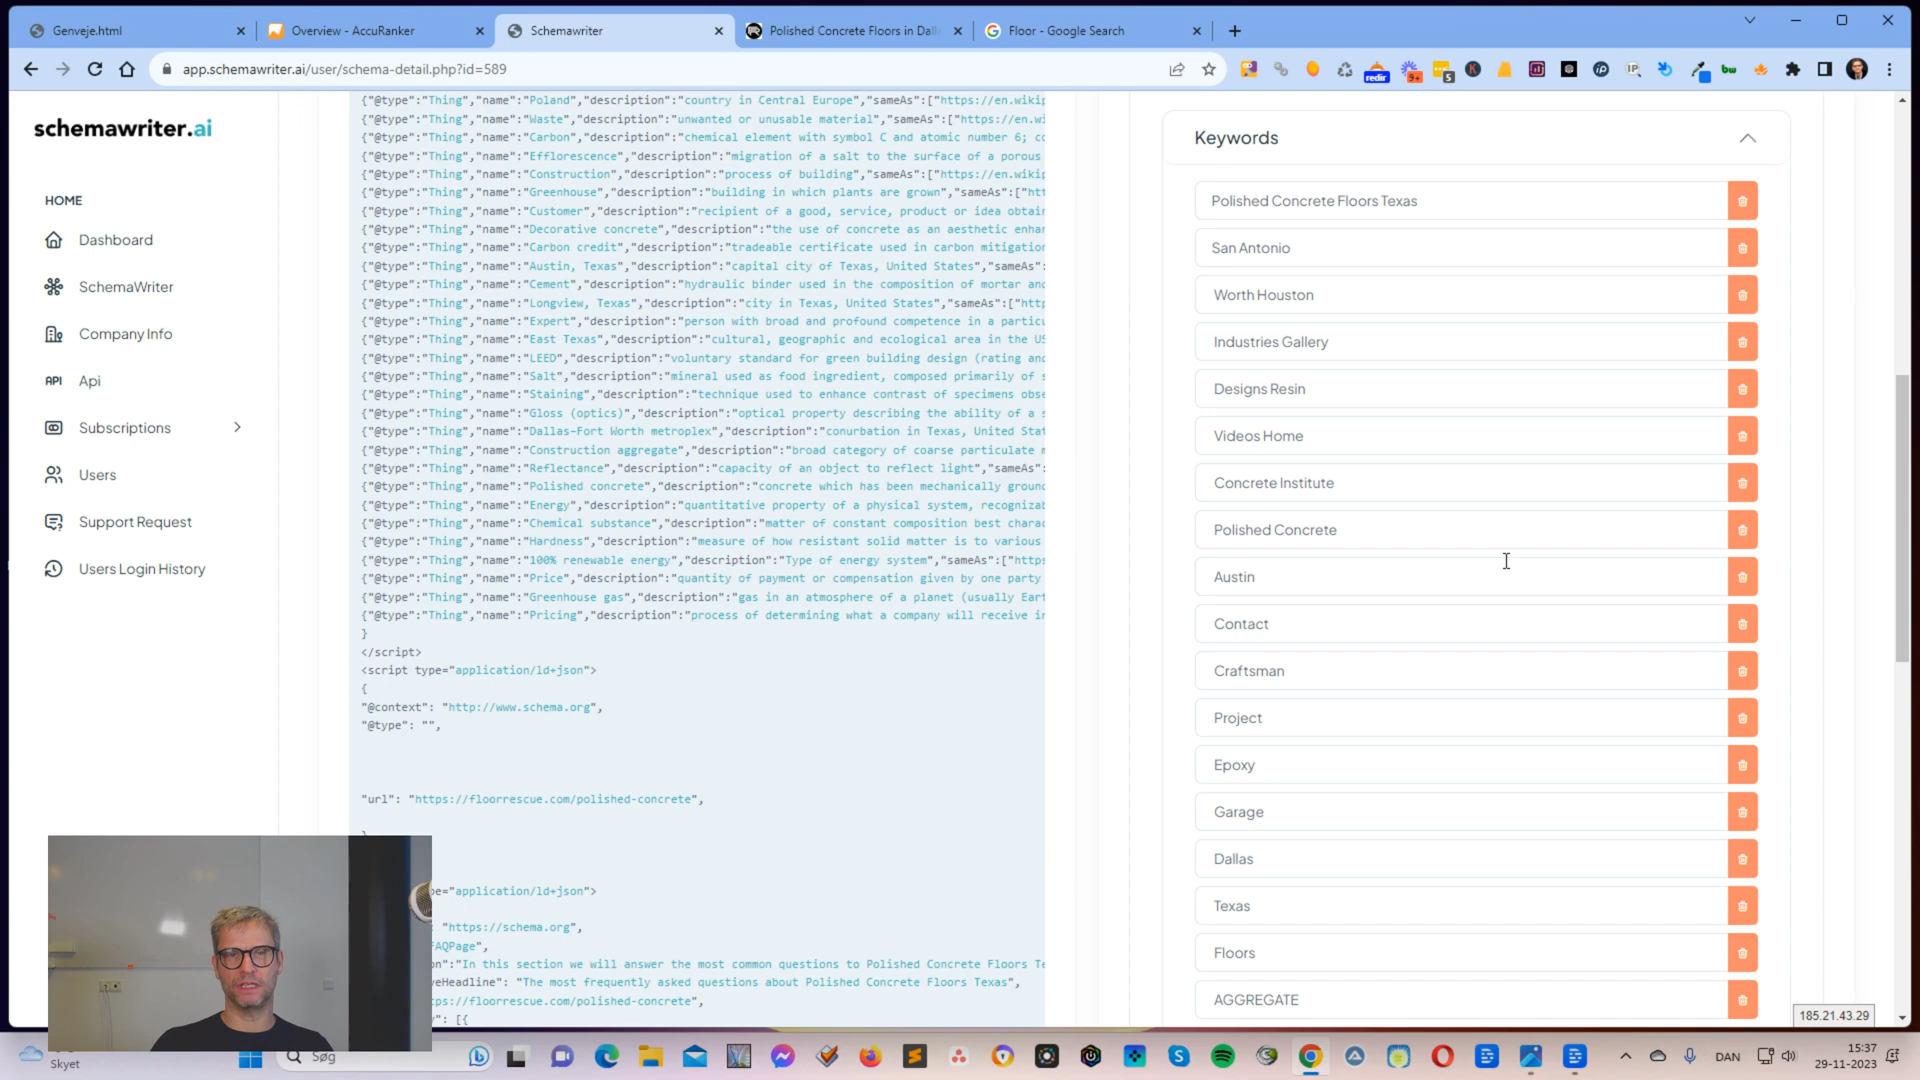 Genveje.html
Overview - AccuRanker
Schemawriter
Polished Concrete Floors in Dall
Floor - Google Search
app.schemawriter.ai/user/schema-detail.php?id=589
schemawriter.ai
HOME
Dashboard
SchemaWriter
Company Info
API Api
Subscriptions
Users
Support Request
Users Login History
{"@type":"Thing","name":"Poland","description":"country in Central Europe","sameAs":["https://en.wikip
{"@type":"Thing","name":"Waste","description":"unwanted or unusable material","sameAs":["https://en.wi
{"@type":"Thing","name":"Carbon","description":"chemical element with symbol C and atomic number 6; co
{"@type":"Thing","name":"Efflorescence","description":"migration of a salt to the surface of a porous
{"@type":"Thing","name":"Construction","description":"process of building","sameAs":["https://en.wikip
{"@type":"Thing","name":"Greenhouse","description":"building in which plants are grown","sameAs":["htt
{"@type":"Thing","name":"Customer","description":"recipient of a good, service, product or idea obtain
{"@type":"Thing","name":"Decorative concrete","description":"the use of concrete as an aesthetic enhan
{"@type":"Thing","name":"Carbon credit","description":"tradeable certificate used in carbon mitigation
{"@type":"Thing","name":"Austin, Texas","description":"capital city of Texas, United States","sameAs":
{"@type":"Thing","name":"Cement","description":"hydraulic binder used in the composition of mortar and
{"@type":"Thing","name":"Longview, Texas","description":"city in Texas, United States","sameAs":["http
{"@type":"Thing","name":"Expert","description":"person with broad and profound competence in a particu
{"@type":"Thing","name":"East Texas","description":"cultural, geographic and ecological area in the US
{"@type":"Thing","name":"LEED","description":"voluntary standard for green building design (rating and
{"@type":"Thing","name":"Salt","description":"mineral used as food ingredient, composed primarily of s
{"@type":"Thing","name":"Staining","description":"technique used to enhance contrast of specimens obse
{"@type":"Thing","name":"Gloss (optics)","description":"optical property describing the ability of a s
{"@type":"Thing","name":"Dallas–Fort Worth metroplex","description":"conurbation in Texas, United Stat
{"@type":"Thing","name":"Construction aggregate","description":"broad category of coarse particulate m
{"@type":"Thing","name":"Reflectance","description":"capacity of an object to reflect light","sameAs":
{"@type":"Thing","name":"Polished concrete","description":"concrete which has been mechanically ground
{"@type":"Thing","name":"Energy","description":"quantitative property of a physical system, recognizab
{"@type":"Thing","name":"Chemical substance","description":"matter of constant composition best charac
{"@type":"Thing","name":"Hardness","description":"measure of how resistant solid matter is to various
{"@type":"Thing","name":"100% renewable energy","description":"Type of energy system","sameAs":["https
{"@type":"Thing","name":"Price","description":"quantity of payment or compensation given by one party
{"@type":"Thing","name":"Greenhouse gas","description":"gas in an atmosphere of a planet (usually Eart
{"@type":"Thing","name":"Pricing","description":"process of determining what a company will receive in
}
</script>
<script type="application/ld+json">
{
"@context": "http://www.schema.org",
"@type": "",
"url": "https://floorrescue.com/polished-concrete",
}
pe="application/ld+json">
"https://schema.org",
FAQPage",
on":"In this section we will answer the most common questions to Polished Concrete Floors Te
veHeadline": "The most frequently asked questions about Polished Concrete Floors Texas",
tps://floorrescue.com/polished-concrete",
y": [{
Keywords
Polished Concrete Floors Texas
San Antonio
Worth Houston
Industries Gallery
Designs Resin
Videos Home
Concrete Institute
Polished Concrete
Austin
Contact
Craftsman
Project
Epoxy
Garage
Dallas
Texas
Floors
AGGREGATE
185.21.43.29
Skyet
Søg
DAN
15:37
29-11-2023